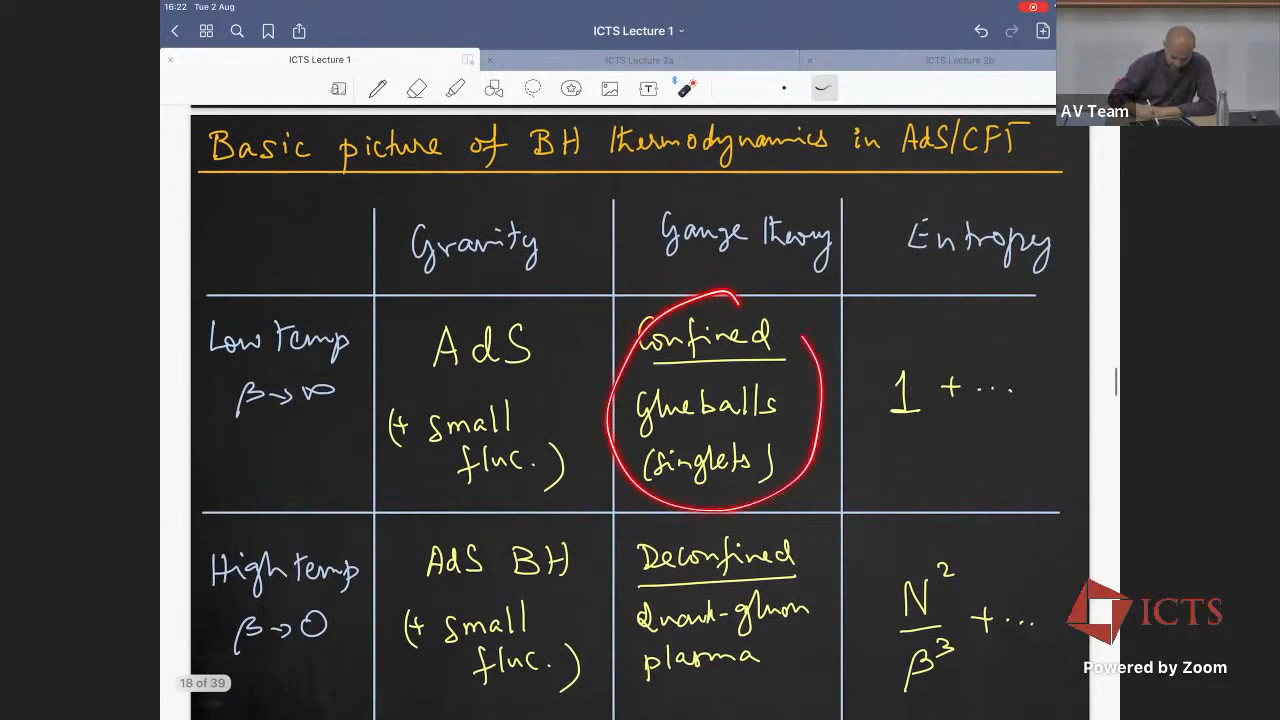 16:22 Tue 2 Aug
ICTS Lecture 1
ICTS Lecture 1
ICTS Lecture 2a
ICTS Lecture 2b
AV Team
Basic picture of BH thermodynamics in AdS/CFT
Gravity
Gauge theory
Entropy
Low temp
β→∞
AdS
(+ small
fluc.)
Confined
Glueballs
(singlets)
1 + ...
High temp
β→0
AdS BH
(+ small
fluc.)
Deconfined
Quark-gluon
plasma
N²/β³ + ...
18 of 39
ICTS
Powered by Zoom